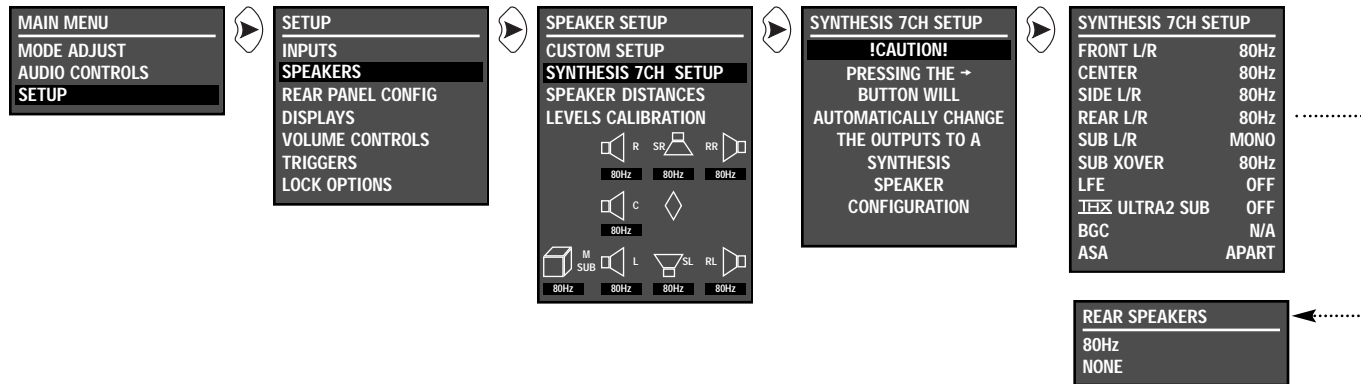 MAIN MENU
MODE ADJUST
AUDIO CONTROLS
SETUP
SETUP
INPUTS
SPEAKERS
REAR PANEL CONFIG
DISPLAYS
VOLUME CONTROLS
TRIGGERS
LOCK OPTIONS
SPEAKER SETUP
CUSTOM SETUP
SYNTHESIS 7CH SETUP
SPEAKER DISTANCES
LEVELS CALIBRATION
R SR RR
80Hz 80Hz 80Hz
C
80Hz
M SUB L SL RL
80Hz 80Hz 80Hz 80Hz
SYNTHESIS 7CH SETUP
!CAUTION!
PRESSING THE →
BUTTON WILL
AUTOMATICALLY CHANGE
THE OUTPUTS TO A
SYNTHESIS
SPEAKER
CONFIGURATION
SYNTHESIS 7CH SETUP
FRONT L/R 80Hz
CENTER 80Hz
SIDE L/R 80Hz
REAR L/R 80Hz
SUB L/R MONO
SUB XOVER 80Hz
LFE OFF
THX ULTRA2 SUB OFF
BGC N/A
ASA APART
REAR SPEAKERS
80Hz
NONE